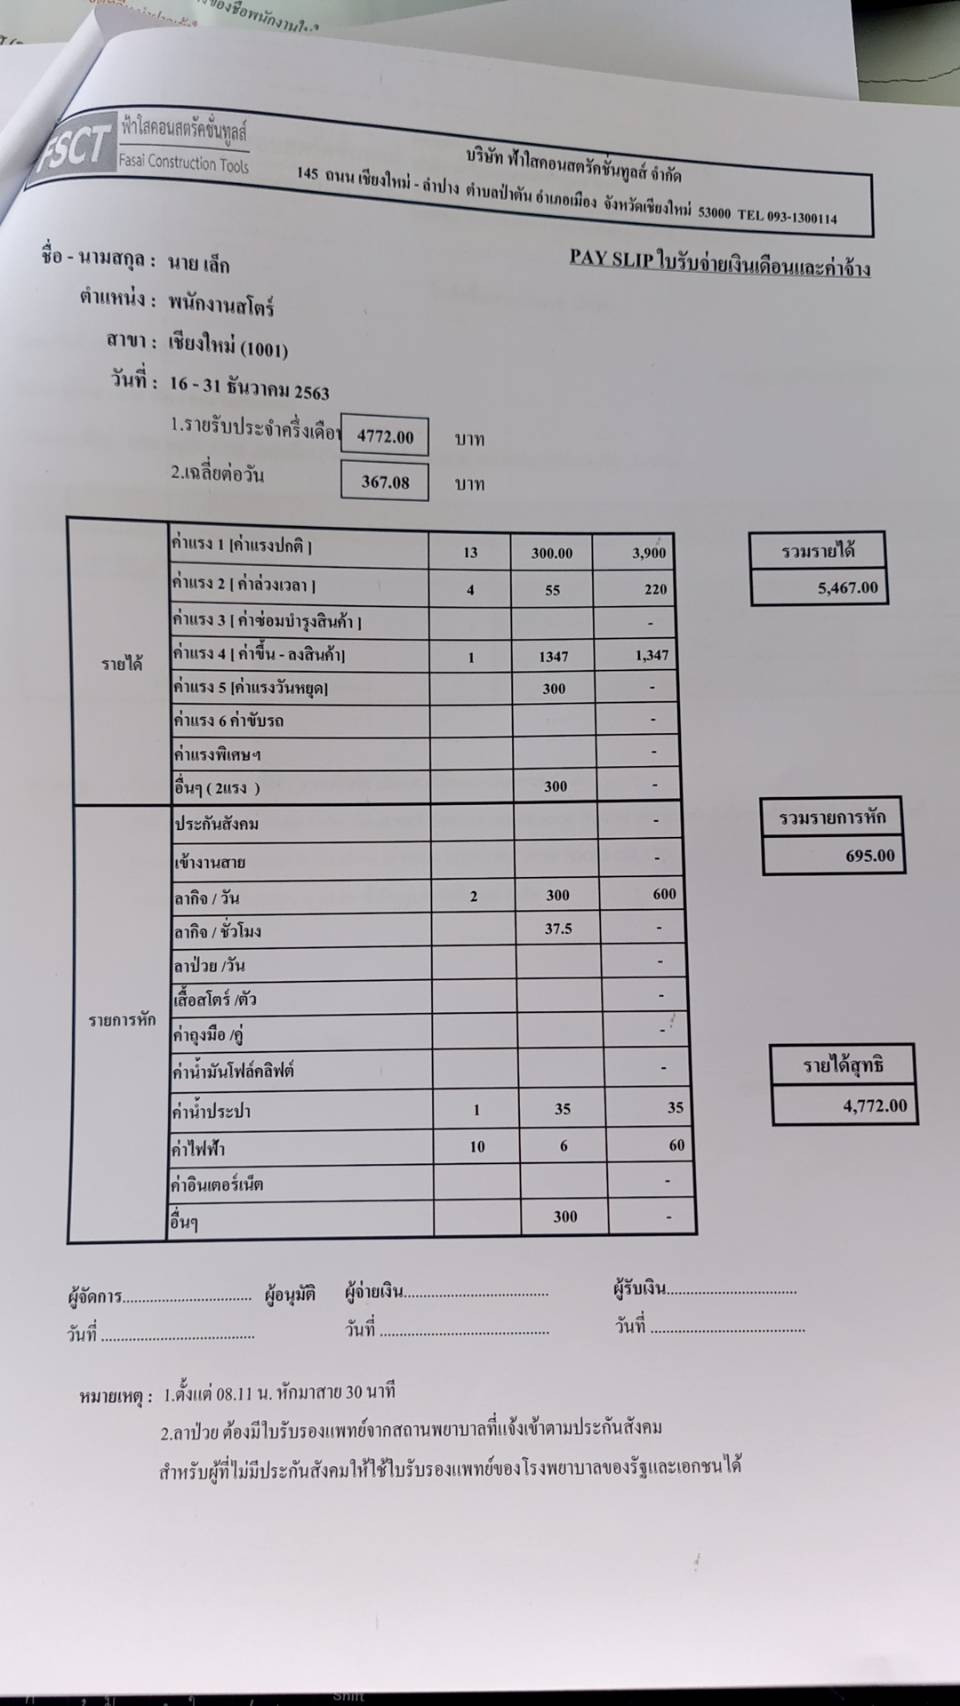 ของชื่อพนักงานใน
FSCT ฟ้าใสคอนสตรัคชั่นทูลส์
Fasai Construction Tools
บริษัท ฟ้าใสคอนสตรัคชั่นทูลส์ จำกัด
145 ถนน เชียงใหม่ - ลำปาง ตำบลป่าตัน อำเภอเมือง จังหวัดเชียงใหม่ 53000 TEL 093-1300114
PAY SLIP ใบรับจ่ายเงินเดือนและค่าจ้าง
ชื่อ - นามสกุล : นาย เล็ก
ตำแหน่ง : พนักงานสโตร์
สาขา : เชียงใหม่ (1001)
วันที่ : 16 - 31 ธันวาคม 2563
1.รายรับประจำครึ่งเดือน 4772.00 บาท
2.เฉลี่ยต่อวัน 367.08 บาท
รายได้
ค่าแรง 1 [ค่าแรงปกติ ] 13 300.00 3,900
ค่าแรง 2 [ ค่าล่วงเวลา ] 4 55 220
ค่าแรง 3 [ ค่าซ่อมบำรุงสินค้า ] -
ค่าแรง 4 [ ค่าขึ้น - ลงสินค้า] 1 1347 1,347
ค่าแรง 5 [ค่าแรงวันหยุด] 300 -
ค่าแรง 6 ค่าขับรถ -
ค่าแรงพิเศษฯ -
อื่นๆ ( 2แรง ) 300 -
รวมรายได้
5,467.00
รายการหัก
ประกันสังคม -
เข้างานสาย -
ลากิจ / วัน 2 300 600
ลากิจ / ชั่วโมง 37.5 -
ลาป่วย /วัน -
เสื้อสโตร์ /ตัว -
ค่าถุงมือ /คู่ -
ค่าน้ำมันโฟล์คลิฟต์ -
ค่าน้ำประปา 1 35 35
ค่าไฟฟ้า 10 6 60
ค่าอินเตอร์เน็ต -
อื่นๆ 300 -
รวมรายการหัก
695.00
รายได้สุทธิ
4,772.00
ผู้จัดการ................................. ผู้อนุมัติ ผู้จ่ายเงิน..................................... ผู้รับเงิน.................................
วันที่ ....................................... วันที่ ........................................... วันที่ .......................................
หมายเหตุ : 1.ตั้งแต่ 08.11 น. หักมาสาย 30 นาที
2.ลาป่วย ต้องมีใบรับรองแพทย์จากสถานพยาบาลที่แจ้งเข้าตามประกันสังคม
สำหรับผู้ที่ไม่มีประกันสังคมให้ใช้ใบรับรองแพทย์ของโรงพยาบาลของรัฐและเอกชนได้
Shift